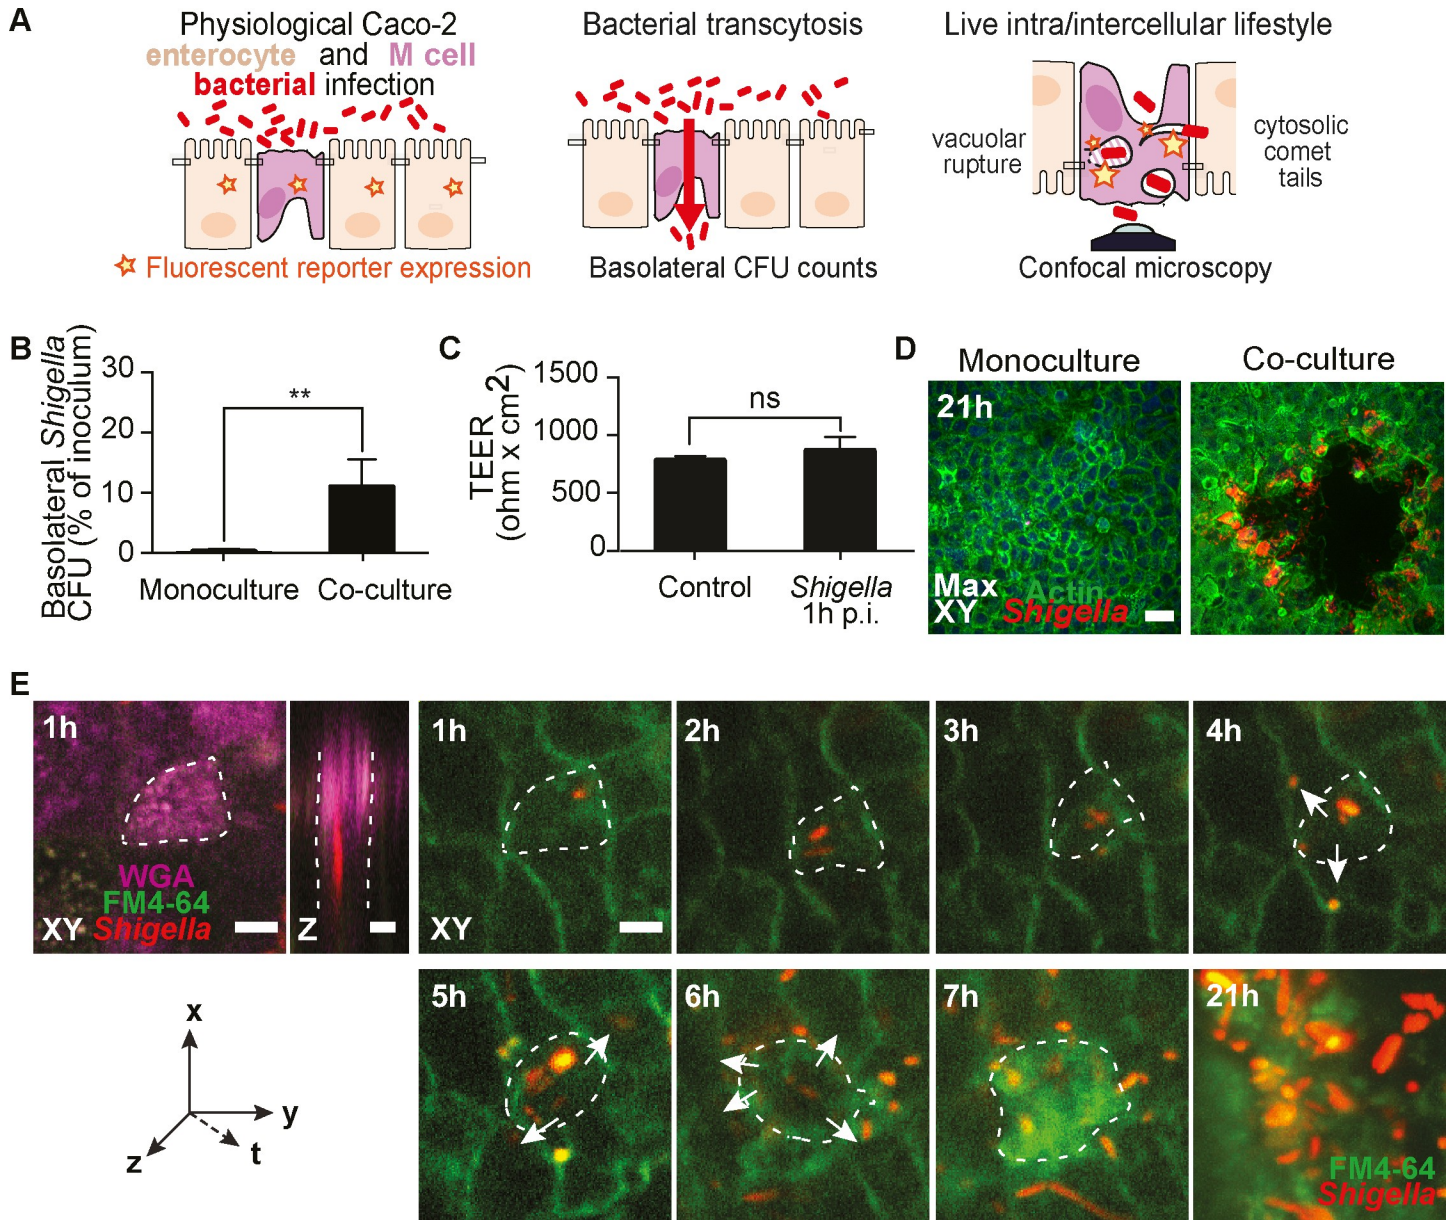 A
Physiological Caco-2
enterocyte and M cell
bacterial infection
Fluorescent reporter expression
Bacterial transcytosis
Basolateral CFU counts
Live intra/intercellular lifestyle
vacuolar
rupture
cytosolic
comet
tails
Confocal microscopy
B
Basolateral Shigella
CFU (% of inoculum)
30
20
10
0
**
Monoculture
Co-culture
C
TEER
(ohm x cm2)
1500
1000
500
0
ns
Control
Shigella
1h p.i.
D
Monoculture
Co-culture
21h
Max
XY
Actin
Shigella
E
1h
WGA
FM4-64
XY
Shigella
Z
1h
XY
2h
3h
4h
5h
6h
7h
21h
FM4-64
Shigella
x
y
z
t